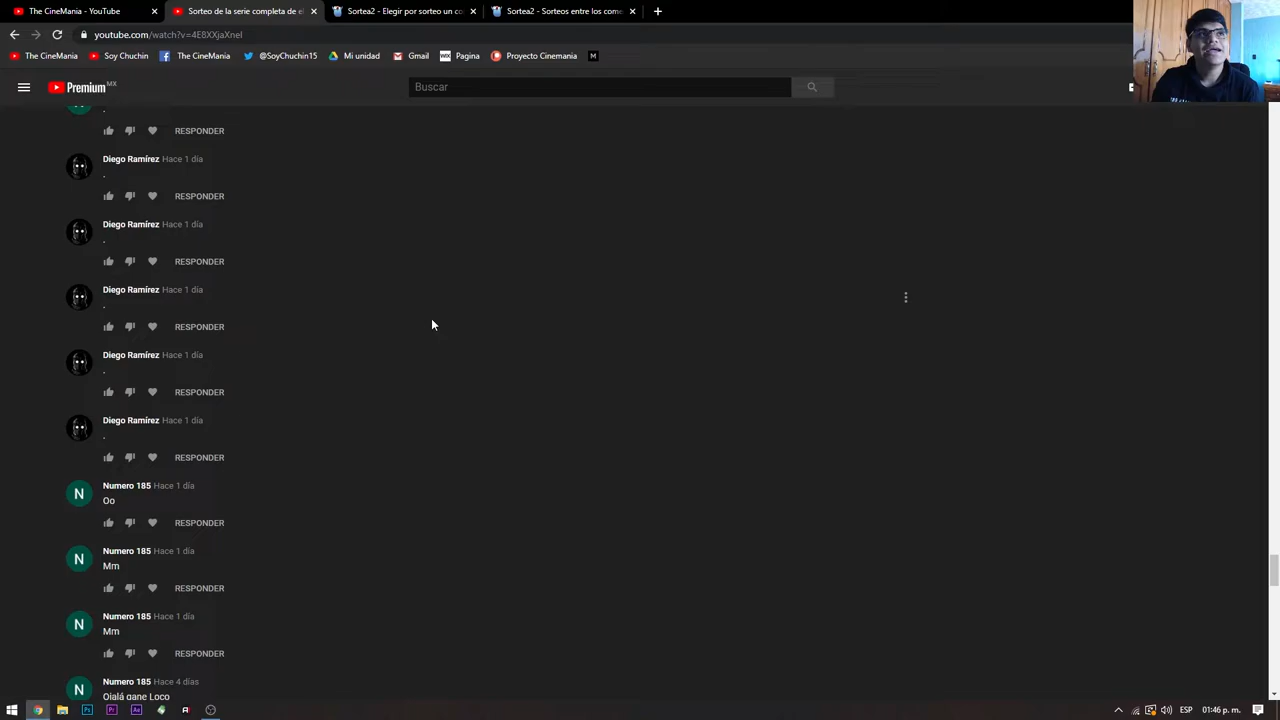 The CineMania - YouTube
Sorteo de la serie completa de el
Sortea2 - Elegir por sorteo un co
Sortea2 - Sorteos entre los come
youtube.com/watch?v=4E8XXjaXneI
The CineMania
Soy Chuchin
The CineMania
@SoyChuchin15
Mi unidad
Gmail
Pagina
Proyecto Cinemania
M
Premium MX
Buscar
.
RESPONDER
Diego Ramírez Hace 1 día
.
RESPONDER
Diego Ramírez Hace 1 día
.
RESPONDER
Diego Ramírez Hace 1 día
.
RESPONDER
Diego Ramírez Hace 1 día
.
RESPONDER
Diego Ramírez Hace 1 día
.
RESPONDER
N
Numero 185 Hace 1 día
Oo
RESPONDER
N
Numero 185 Hace 1 día
Mm
RESPONDER
N
Numero 185 Hace 1 día
Mm
RESPONDER
N
Numero 185 Hace 4 días
Ojalá gane Loco
Ps
Pr
Ae
ESP
01:46 p. m.